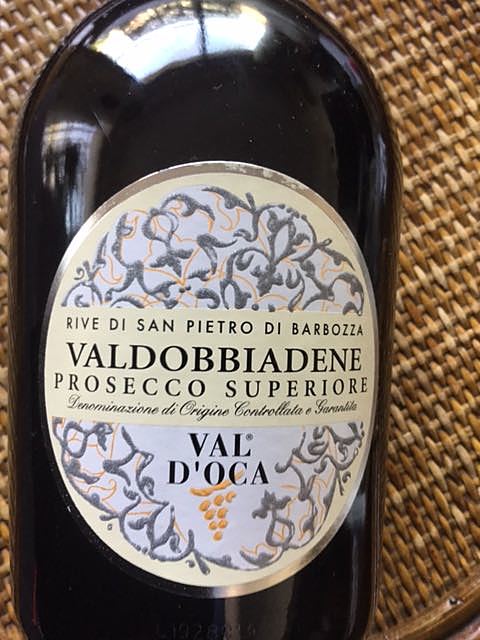 RIVE DI SAN PIETRO DI BARBOZZA
VALDOBBIADENE
PROSECCO SUPERIORE
Denominazione di Origine Controllata e Garantita
VAL®
D'OCA